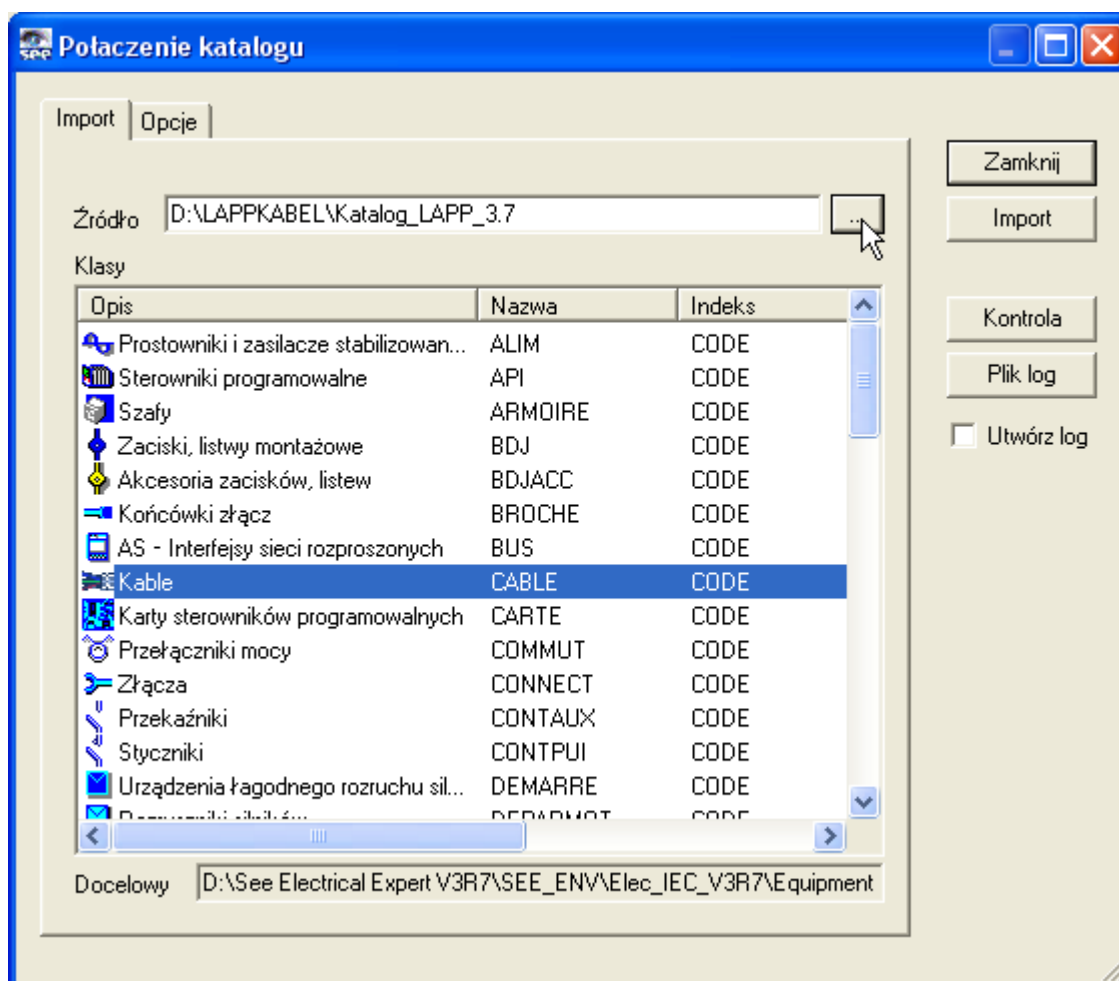 see Połaczenie katalogu
Import Opcje
Zamknij
Źródło D:\LAPPKABEL\Katalog_LAPP_3.7 ...
Import
Klasy
Opis Nazwa Indeks
Kontrola
Prostowniki i zasilacze stabilizowan... ALIM CODE
Sterowniki programowalne API CODE
Plik log
Szafy ARMOIRE CODE
Utwórz log
Zaciski, listwy montażowe BDJ CODE
Akcesoria zacisków, listew BDJACC CODE
Końcówki złącz BROCHE CODE
AS - Interfejsy sieci rozproszonych BUS CODE
Kable CABLE CODE
Karty sterowników programowalnych CARTE CODE
Przełączniki mocy COMMUT CODE
Złącza CONNECT CODE
Przekaźniki CONTAUX CODE
Styczniki CONTPUI CODE
Urządzenia łagodnego rozruchu sil... DEMARRE CODE
CODE
Docelowy D:\See Electrical Expert V3R7\SEE_ENV\Elec_IEC_V3R7\Equipment